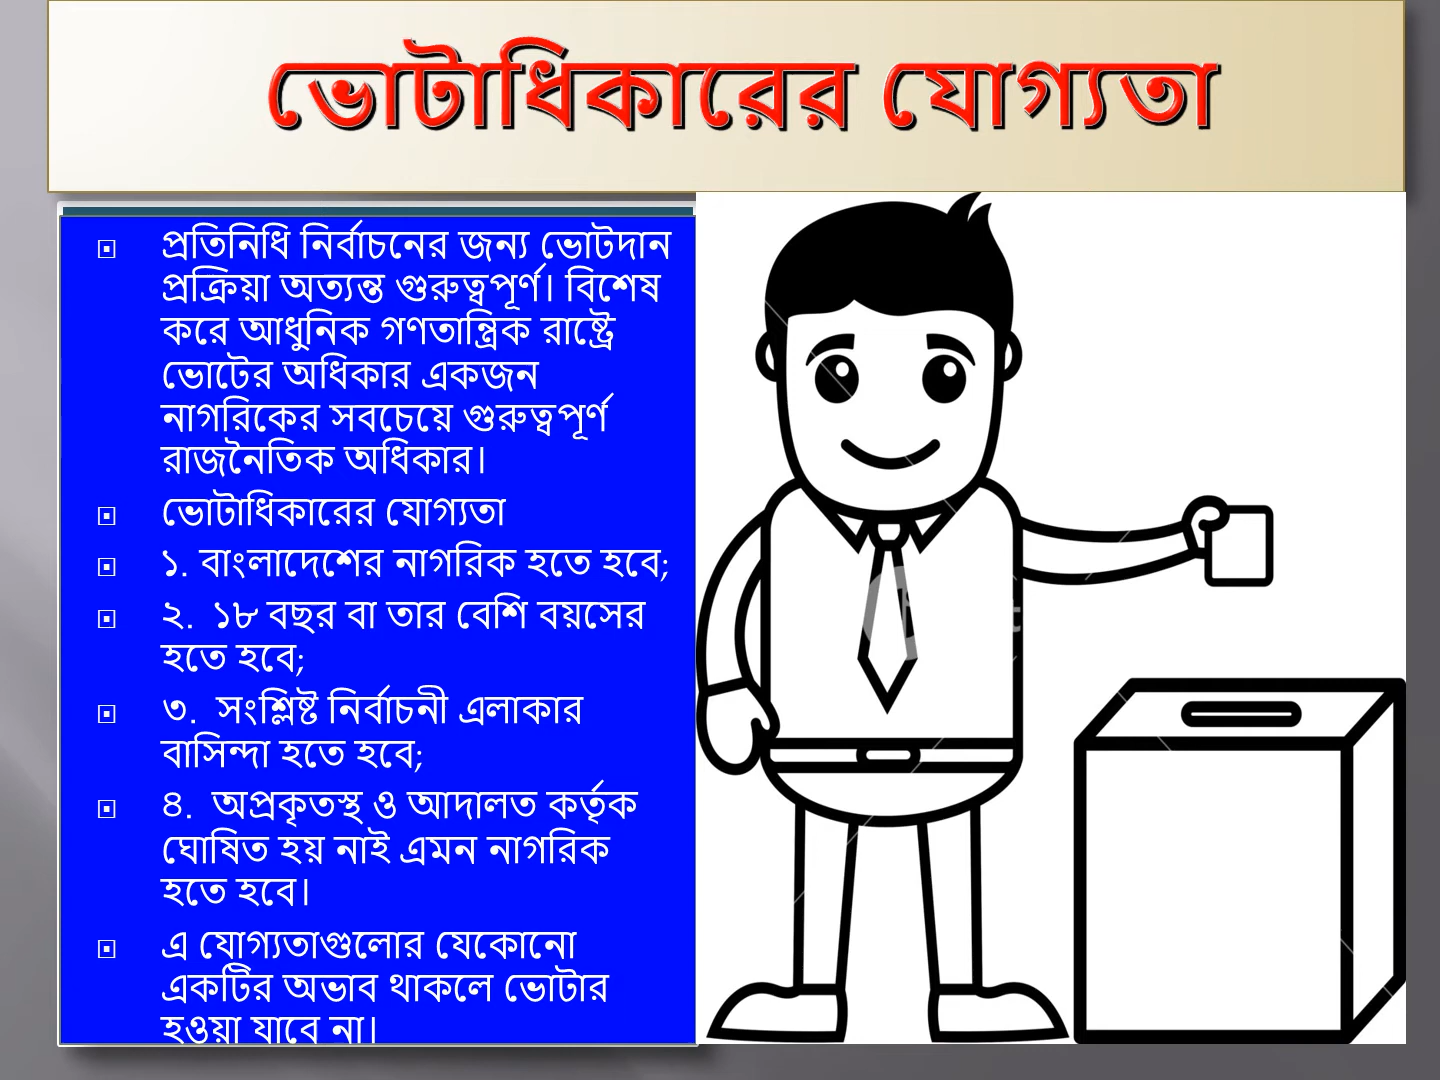 ভোটাধিকারের যোগ্যতা
প্রতিনিধি নির্বাচনের জন্য ভোটদান
প্রক্রিয়া অত্যন্ত গুরুত্বপূর্ণ। বিশেষ
করে আধুনিক গণতান্ত্রিক রাষ্ট্রে
ভোটের অধিকার একজন
নাগরিকের সবচেয়ে গুরুত্বপূর্ণ
রাজনৈতিক অধিকার।
ভোটাধিকারের যোগ্যতা
১. বাংলাদেশের নাগরিক হতে হবে;
২. ১৮ বছর বা তার বেশি বয়সের
হতে হবে;
৩. সংশ্লিষ্ট নির্বাচনী এলাকার
বাসিন্দা হতে হবে;
৪. অপ্রকৃতস্থ ও আদালত কর্তৃক
ঘোষিত হয় নাই এমন নাগরিক
হতে হবে।
এ যোগ্যতাগুলোর যেকোনো
একটির অভাব থাকলে ভোটার
হওয়া যাবে না।